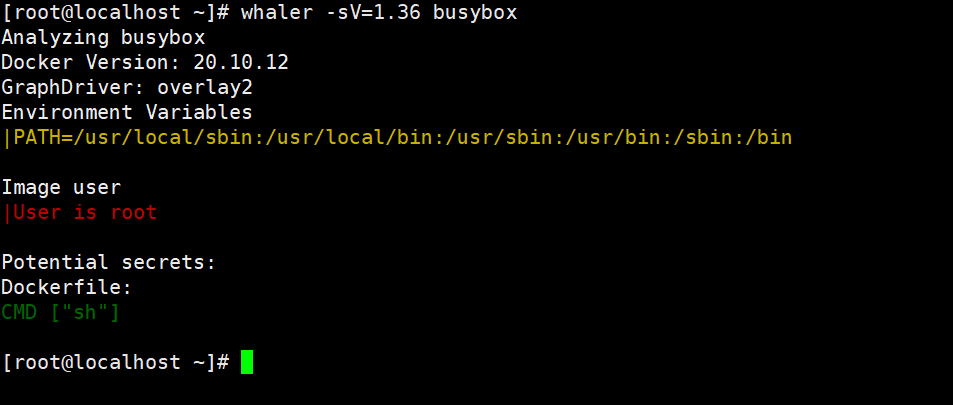 [root@localhost ~]# whaler -sV=1.36 busybox
Analyzing busybox
Docker Version: 20.10.12
GraphDriver: overlay2
Environment Variables
|PATH=/usr/local/sbin:/usr/local/bin:/usr/sbin:/usr/bin:/sbin:/bin
Image user
|User is root
Potential secrets:
Dockerfile:
CMD ["sh"]
[root@localhost ~]#